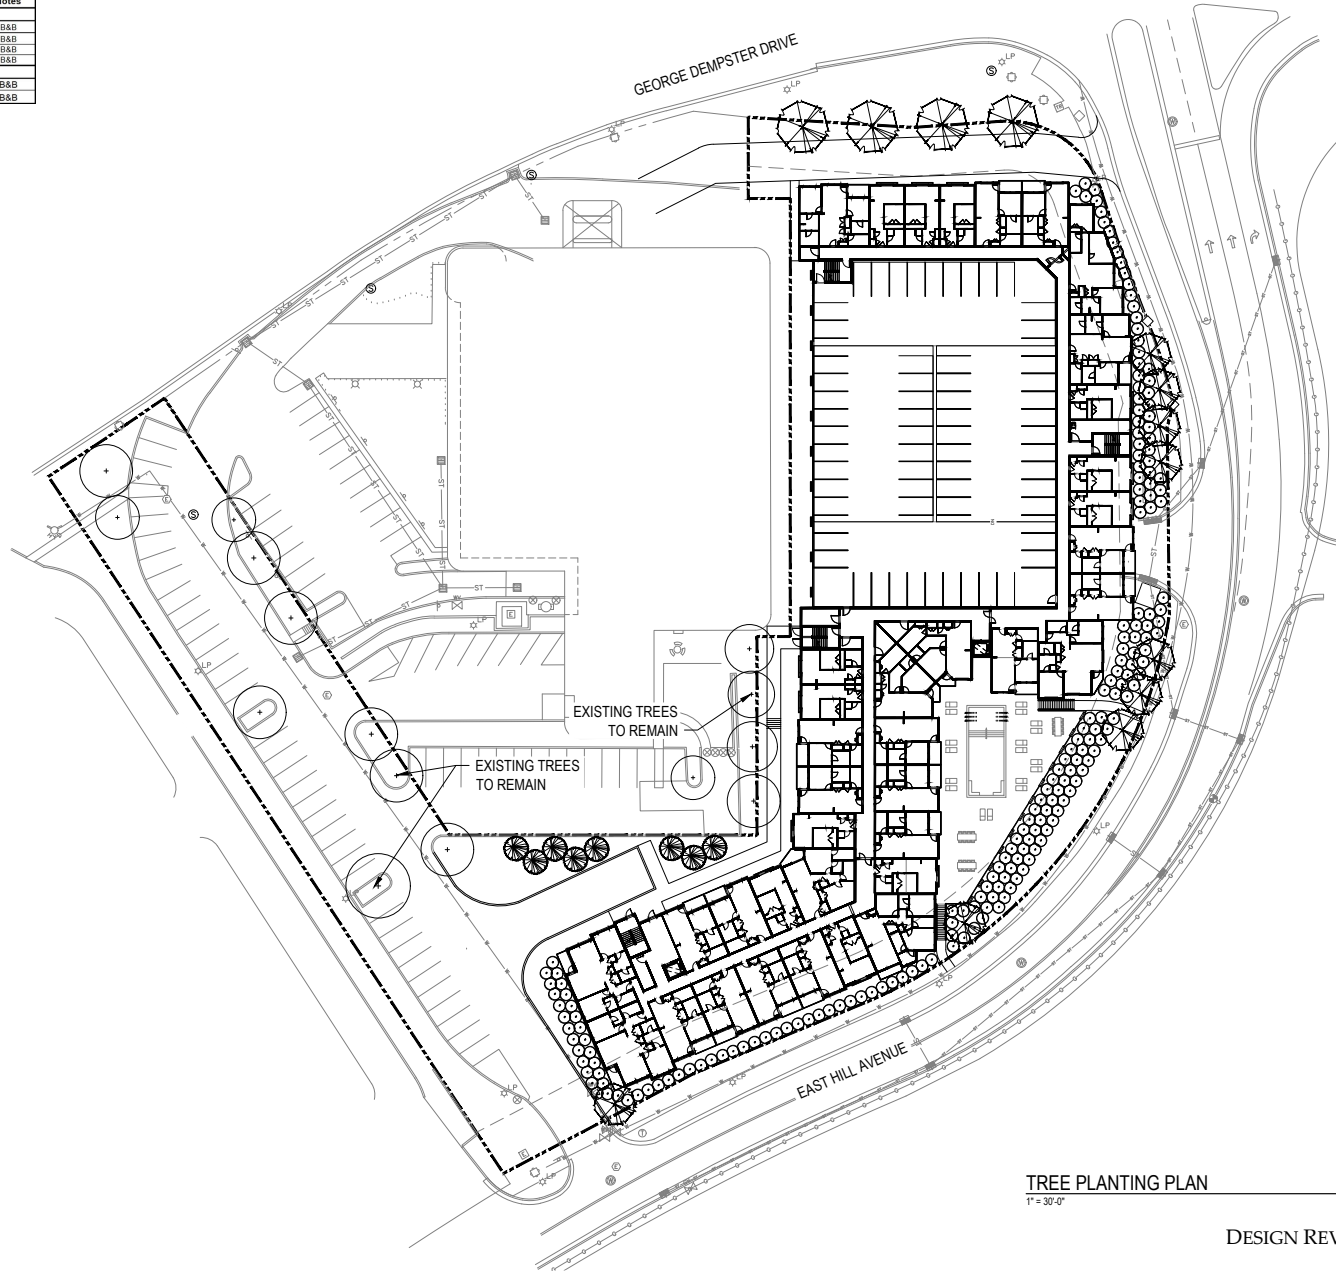 Notes
B&B
B&B
B&B
B&B
B&B
B&B
GEORGE DEMPSTER DRIVE
EXISTING TREES
TO REMAIN
EXISTING TREES
TO REMAIN
EAST HILL AVENUE
TREE PLANTING PLAN
1" = 30'-0"
DESIGN REV